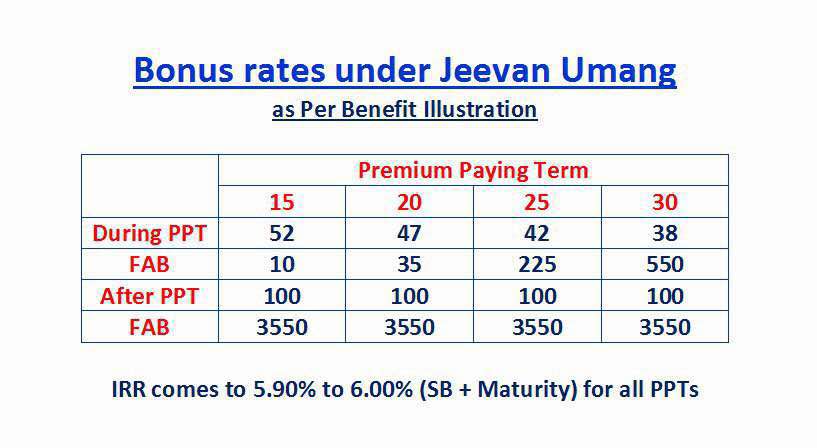 Bonus rates under Jeevan Umang
as Per Benefit Illustration
Premium Paying Term
15 20 25 30
During PPT 52 47 42 38
FAB 10 35 225 550
After PPT 100 100 100 100
FAB 3550 3550 3550 3550
IRR comes to 5.90% to 6.00% (SB + Maturity) for all PPTs